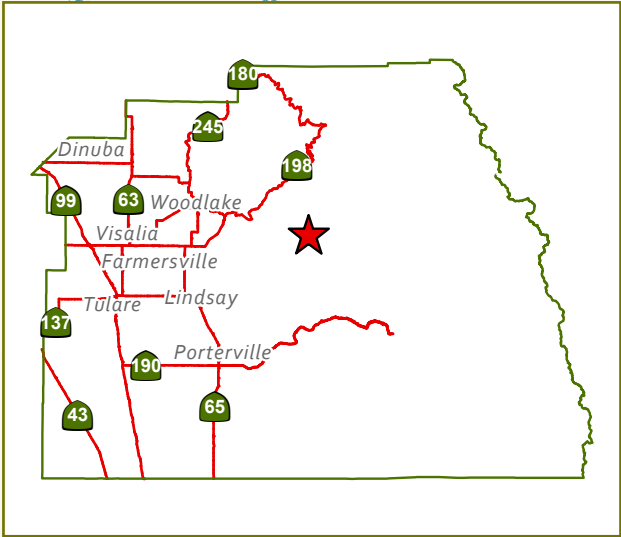 180
245
Dinuba
198
99
63
Woodlake
Visalia
Farmersville
Tulare
Lindsay
137
Porterville
190
65
43